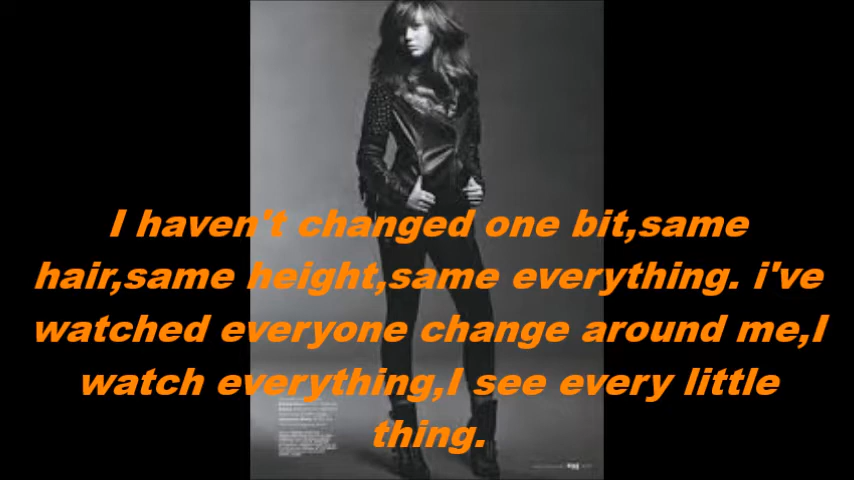 I haven't changed one bit,same
hair,same height,same everything. i've
watched everyone change around me,I
watch everything,I see every little
thing.